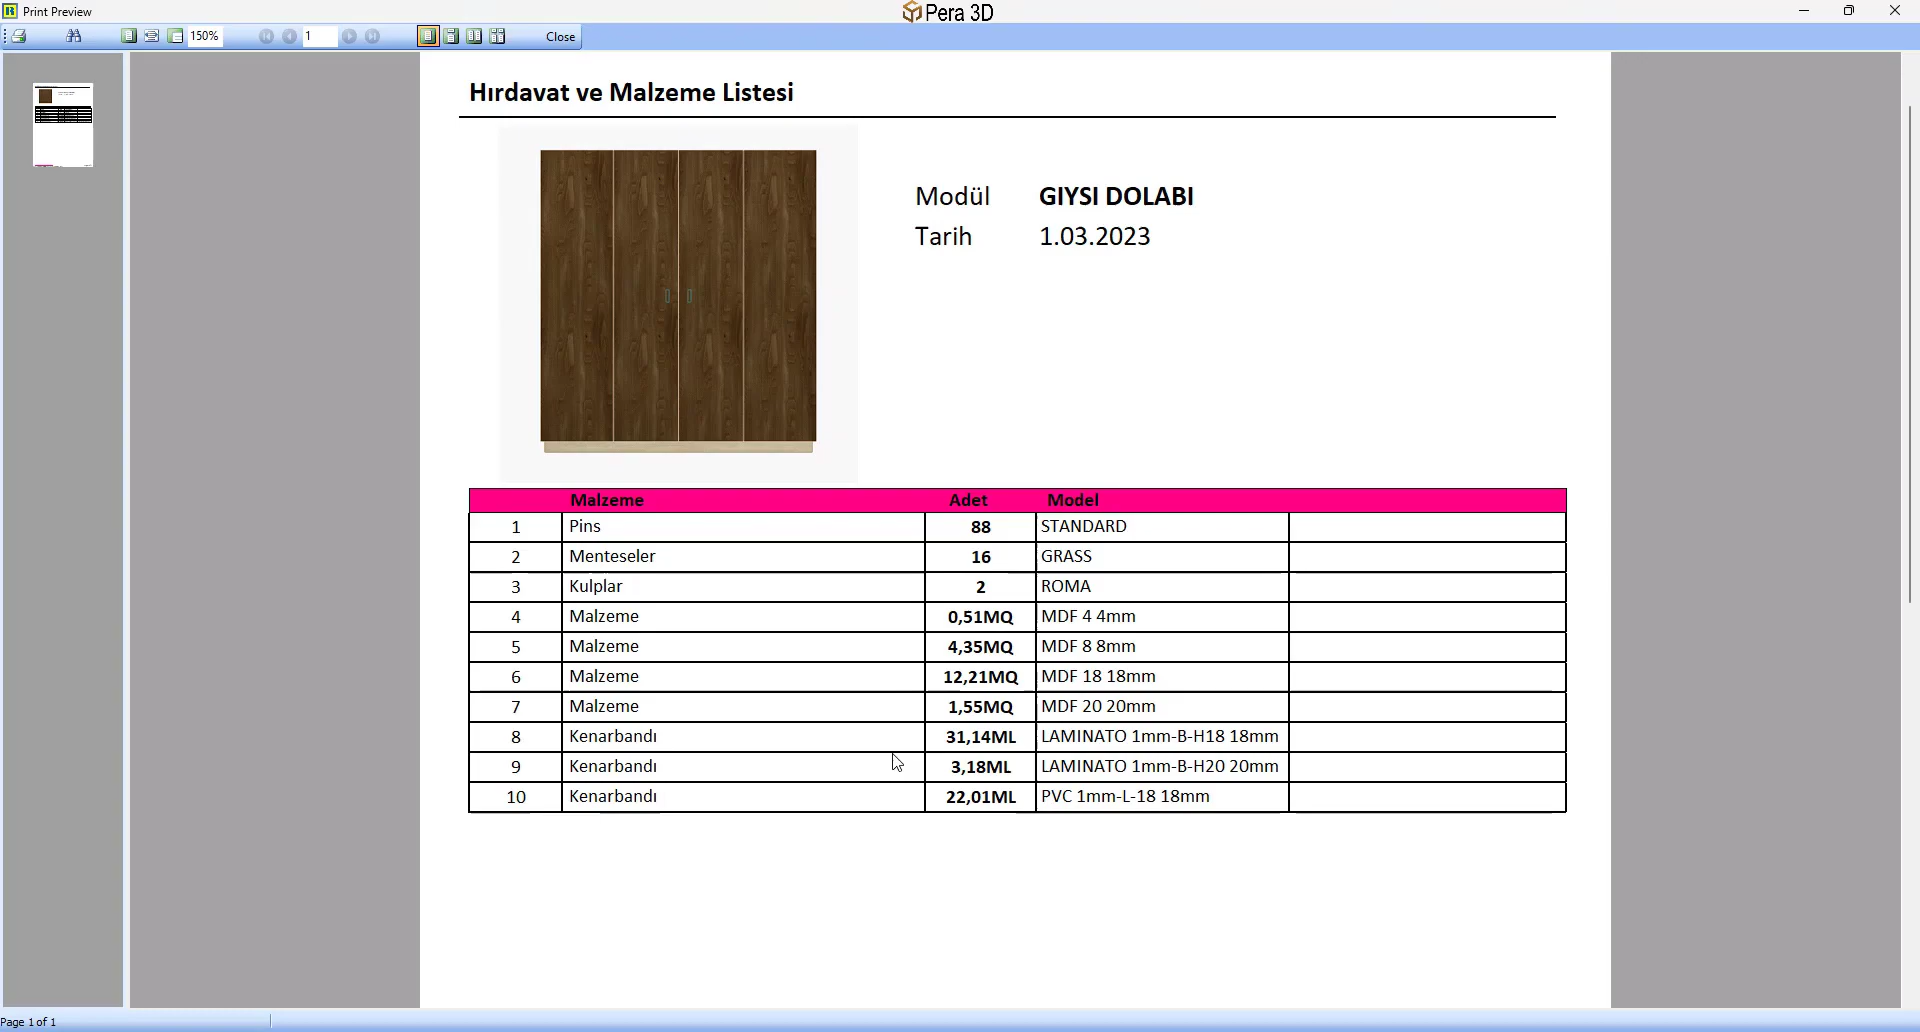 Print Preview
Pera 3D
150%
1
Close
Hırdavat ve Malzeme Listesi
Modül GIYSI DOLABI
Tarih 1.03.2023
Malzeme Adet Model
1 Pins 88 STANDARD
2 Menteseler 16 GRASS
3 Kulplar 2 ROMA
4 Malzeme 0,51MQ MDF 4 4mm
5 Malzeme 4,35MQ MDF 8 8mm
6 Malzeme 12,21MQ MDF 18 18mm
7 Malzeme 1,55MQ MDF 20 20mm
8 Kenarbandı 31,14ML LAMINATO 1mm-B-H18 18mm
9 Kenarbandı 3,18ML LAMINATO 1mm-B-H20 20mm
10 Kenarbandı 22,01ML PVC 1mm-L-18 18mm
Page 1 of 1